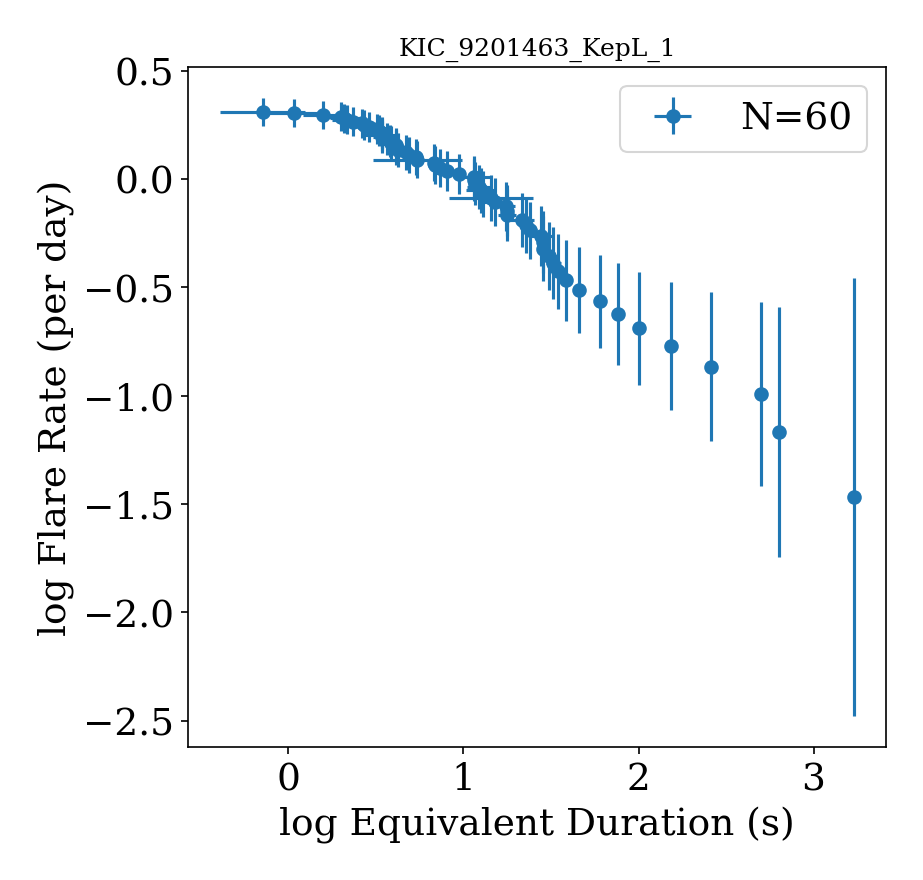 KIC_9201463_KepL_1
N=60
log Flare Rate (per day)
0.5
0.0
−0.5
−1.0
−1.5
−2.0
−2.5
0 1 2 3
log Equivalent Duration (s)